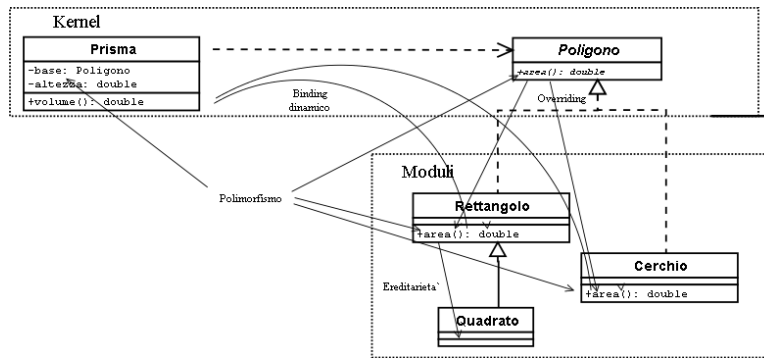 Kernel
Prisma
-base: Poligono
-altezza: double
+volume(): double
Poligono
+area(): double
Binding
dinamico
Overriding
Moduli
Polimorfismo
Rettangolo
+area(): double
Cerchio
+area(): double
Ereditarieta`
Quadrato